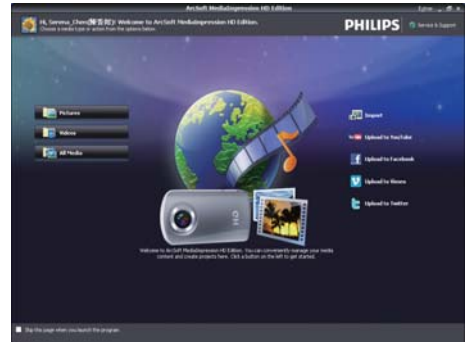 ArcSoft MediaImpression HD Edition
Hi, Serena_Chen(陳香如)! Welcome to ArcSoft MediaImpression HD Edition.
Choose a media type or action from the options below.
PHILIPS
Service & Support
Pictures
Videos
All Media
Import
Upload to YouTube
Upload to Facebook
Upload to Vimeo
Upload to Twitter
Welcome to ArcSoft MediaImpression HD Edition. You can conveniently manage your media
content and create projects here. Click a button on the left to get started.
Skip this page when you launch the program.